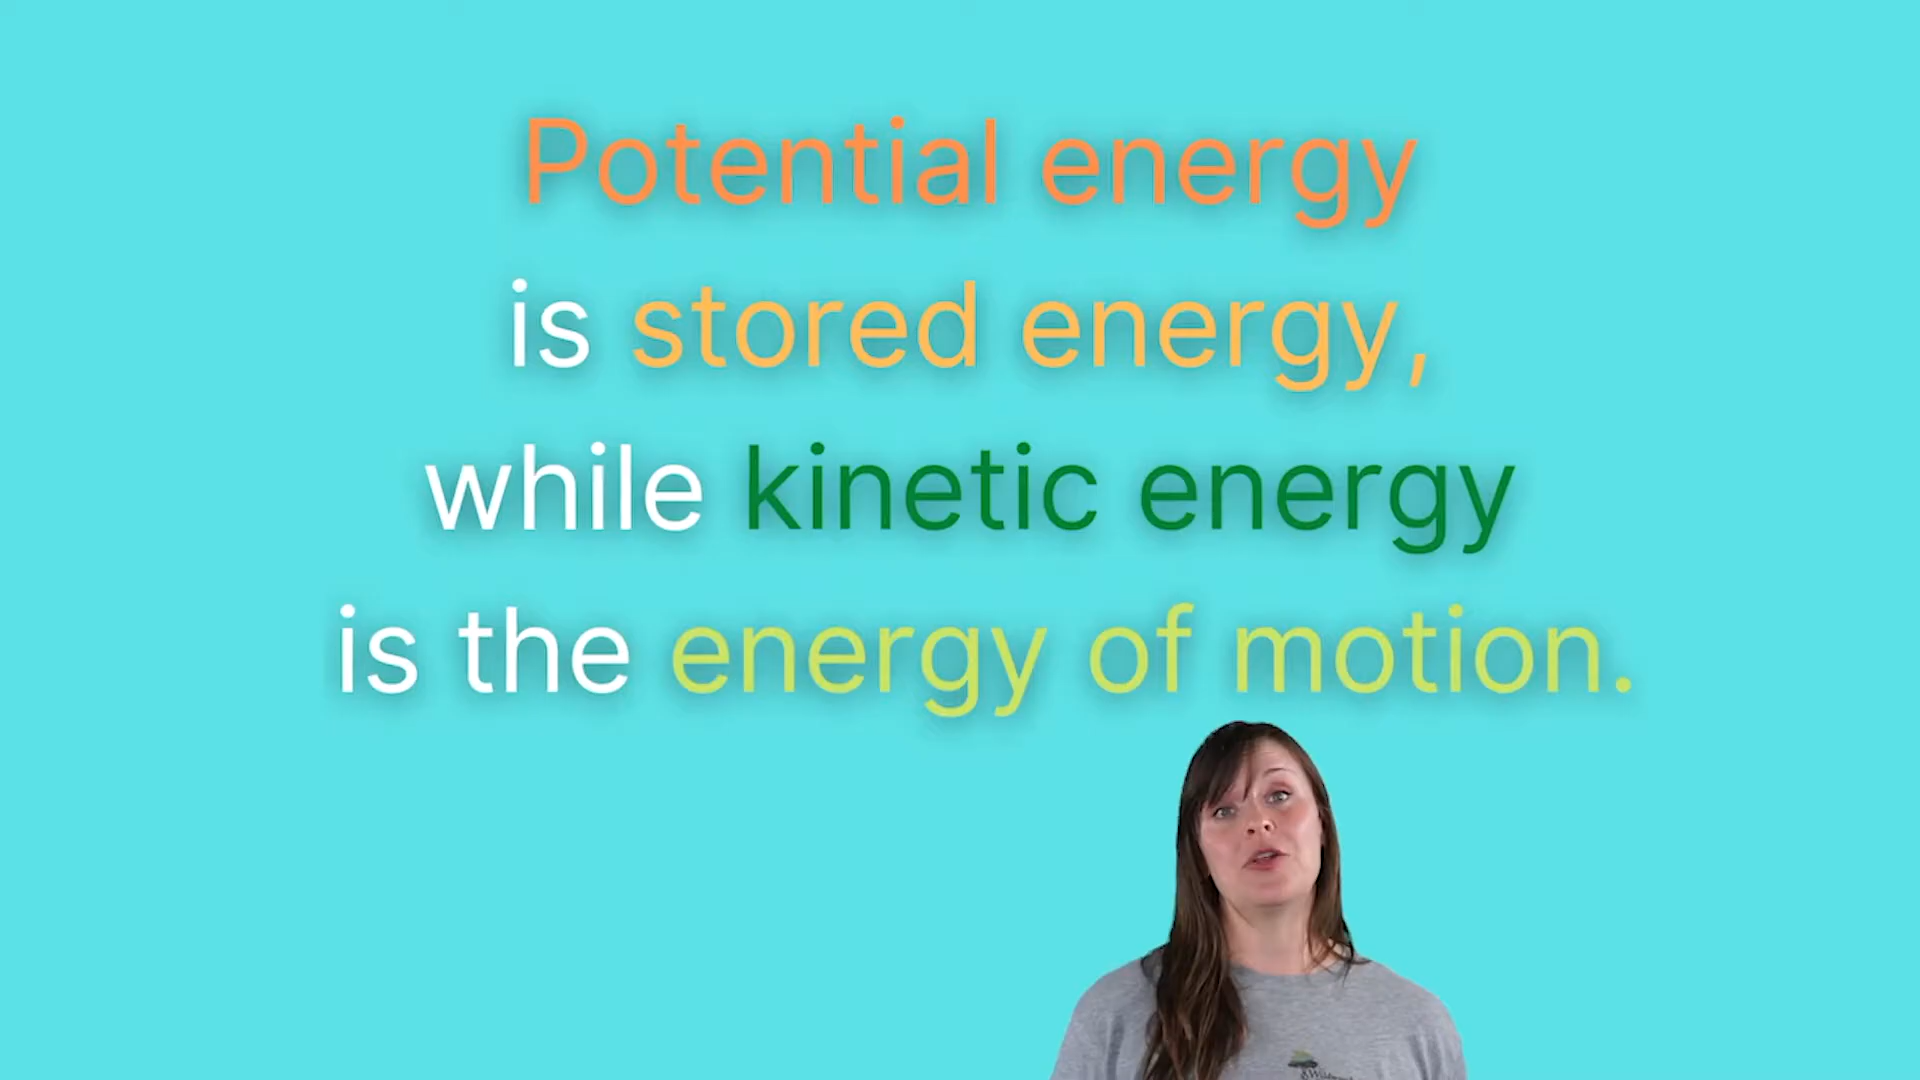 Potential energy
is stored energy,
while kinetic energy
is the energy of motion.